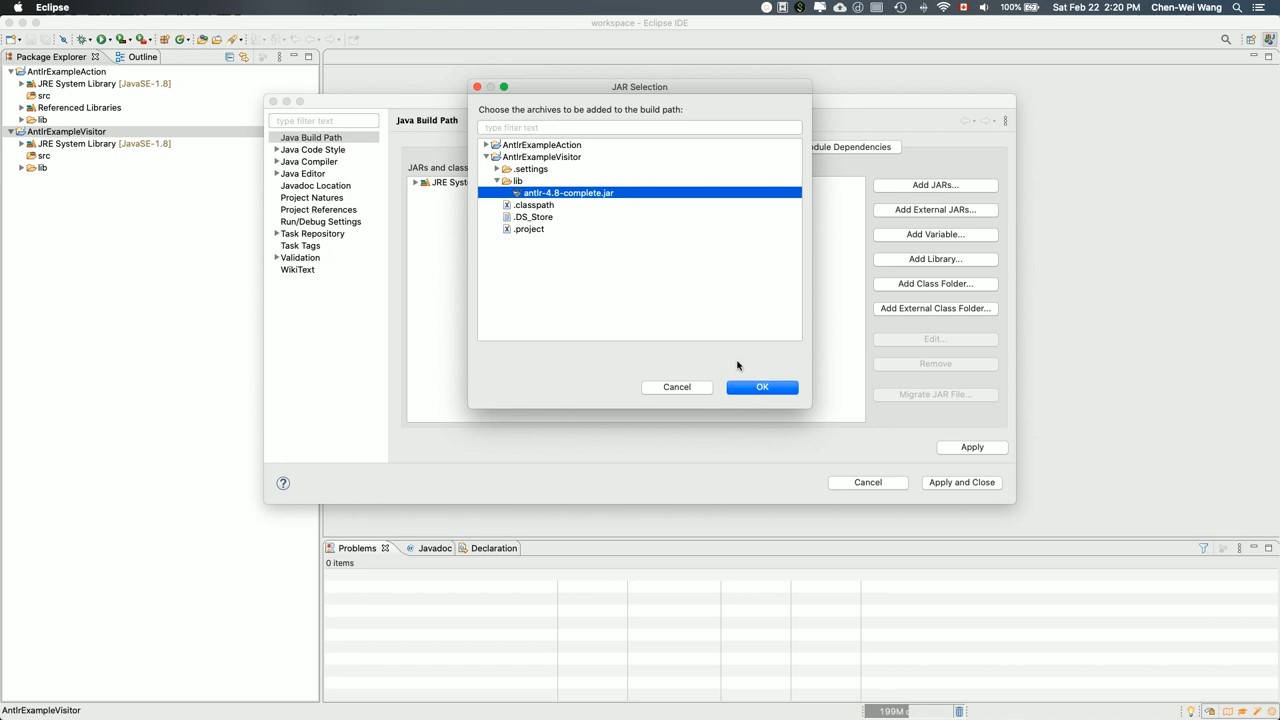 Eclipse
100%
Sat Feb 22 2:20 PM
Chen-Wei Wang
workspace - Eclipse IDE
Package Explorer
Outline
AntlrExampleAction
JRE System Library [JavaSE-1.8]
src
Referenced Libraries
lib
AntlrExampleVisitor
JRE System Library [JavaSE-1.8]
src
lib
type filter text
Java Build Path
Java Code Style
Java Compiler
Java Editor
Javadoc Location
Project Natures
Project References
Run/Debug Settings
Task Repository
Task Tags
Validation
WikiText
Java Build Path
JARs and class
JRE Syst
JAR Selection
Choose the archives to be added to the build path:
type filter text
AntlrExampleAction
AntlrExampleVisitor
.settings
lib
antlr-4.8-complete.jar
.classpath
.DS_Store
.project
Cancel
OK
odule Dependencies
Add JARs...
Add External JARs...
Add Variable...
Add Library...
Add Class Folder...
Add External Class Folder...
Edit...
Remove
Migrate JAR File...
Apply
Cancel
Apply and Close
Problems
Javadoc
Declaration
0 items
AntlrExampleVisitor
199M